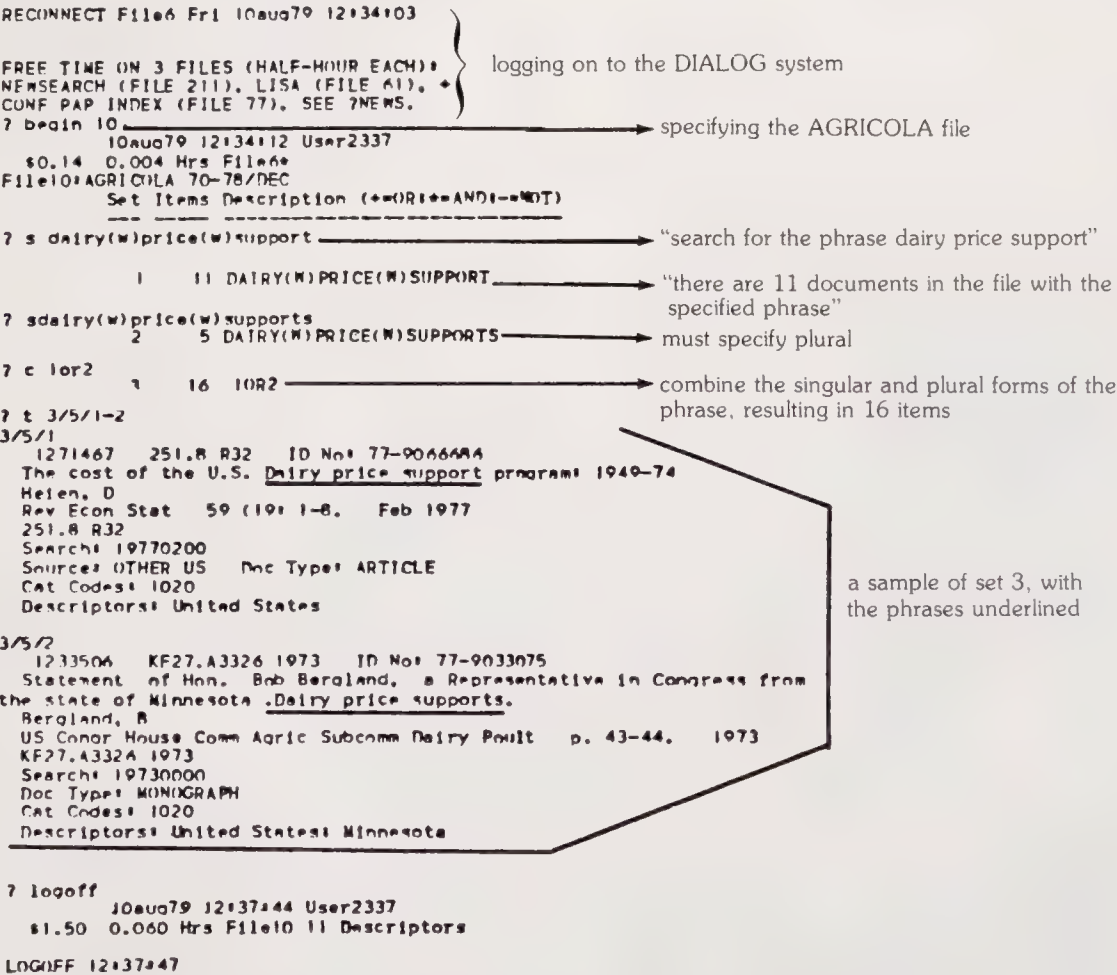 RECONNECT File6 Fri 10aug79 12:34:03
logging on to the DIALOG system
FREE TIME ON 3 FILES (HALF-HOUR EACH):
NEWSEARCH (FILE 211), LISA (FILE 61), +
CONF PAP INDEX (FILE 77). SEE ?NEWS.
? begin 10
specifying the AGRICOLA file
10aug79 12:34:12 User2337
$0.14 0.004 Hrs File6*
File10:AGRICOLA 70-78/DEC
Set Items Description (+=OR;*=AND;-=NOT)
? s dairy(w)price(w)support
"search for the phrase dairy price support"
1 11 DAIRY(W)PRICE(W)SUPPORT
"there are 11 documents in the file with the
specified phrase"
? sdairy(w)price(w)supports
2 5 DAIRY(W)PRICE(W)SUPPORTS
must specify plural
? c 1or2
3 16 1OR2
combine the singular and plural forms of the
phrase, resulting in 16 items
? t 3/5/1-2
3/5/1
1271467 251.8 R32 ID No: 77-9066684
The cost of the U.S. Dairy price support program: 1949-74
Heien, D
Rev Econ Stat 59 (19: 1-8. Feb 1977
251.8 R32
Search: 19770200
Source: OTHER US Doc Type: ARTICLE
Cat Codes: 1020
Descriptors: United States
a sample of set 3, with
the phrases underlined
3/5/2
1233506 KF27.A3326 1973 ID No: 77-9033075
Statement of Hon. Bob Bergland, a Representative in Congress from
the state of Minnesota .Dairy price supports.
Bergland, B
US Congr House Comm Agric Subcomm Dairy Poult p. 43-44. 1973
KF27.A3326 1973
Search: 19730000
Doc Type: MONOGRAPH
Cat Codes: 1020
Descriptors: United States: Minnesota
? logoff
10aug79 12:37:44 User2337
$1.50 0.060 Hrs File10 11 Descriptors
LOGOFF 12:37:47